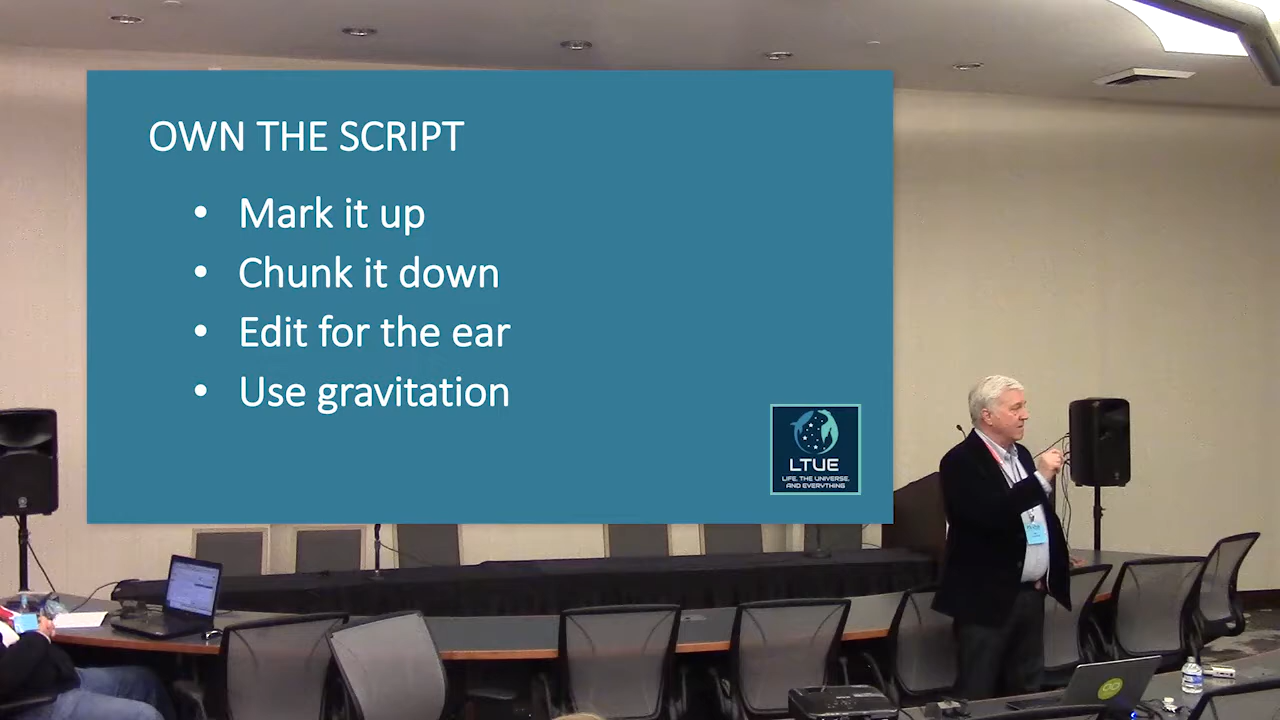 OWN THE SCRIPT
• Mark it up
• Chunk it down
• Edit for the ear
• Use gravitation
LTUE
LIFE, THE UNIVERSE,
AND EVERYTHING